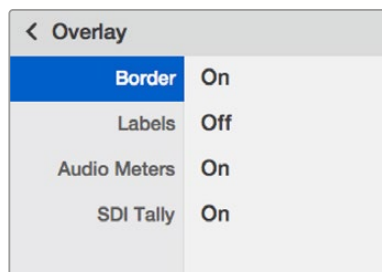 Overlay
Border On
Labels Off
Audio Meters On
SDI Tally On